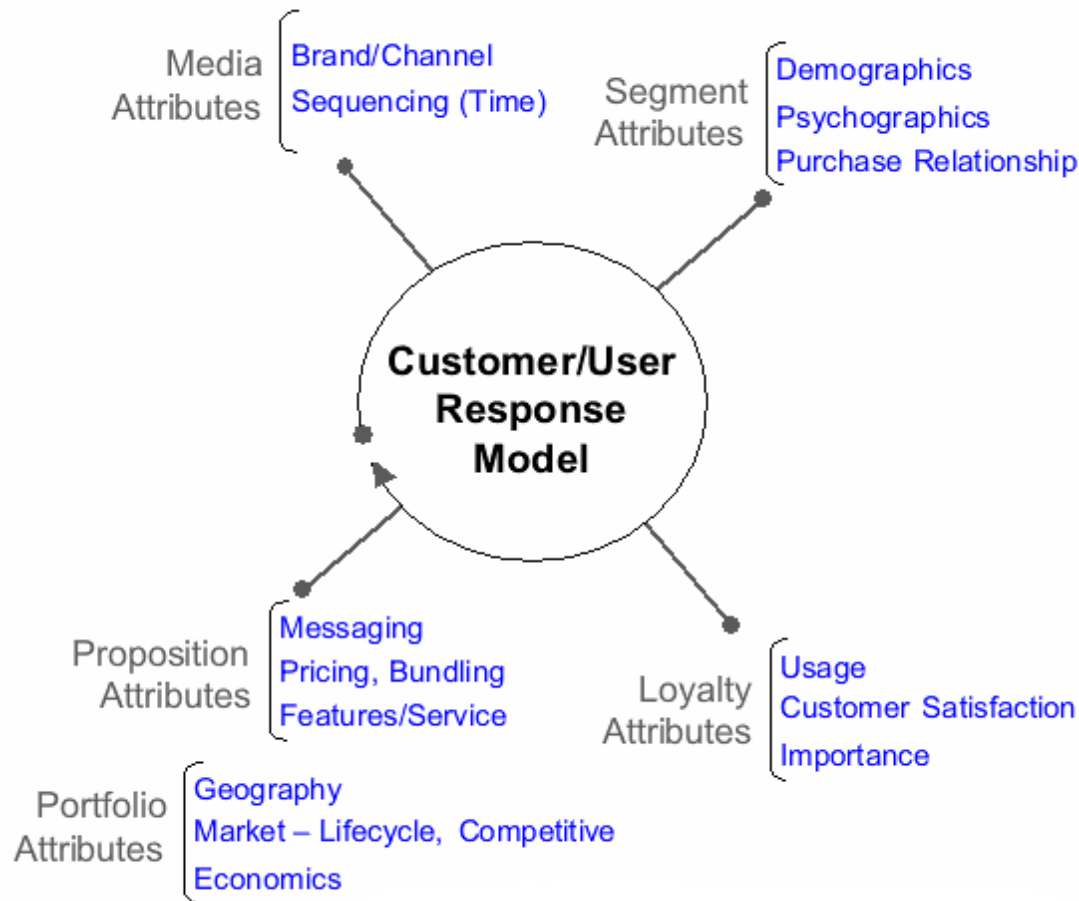 Media
Attributes
Brand/Channel
Sequencing (Time)
Segment
Attributes
Demographics
Psychographics
Purchase Relationship
Customer/User
Response
Model
Proposition
Attributes
Messaging
Pricing, Bundling
Features/Service
Loyalty
Attributes
Usage
Customer Satisfaction
Importance
Portfolio
Attributes
Geography
Market – Lifecycle, Competitive
Economics